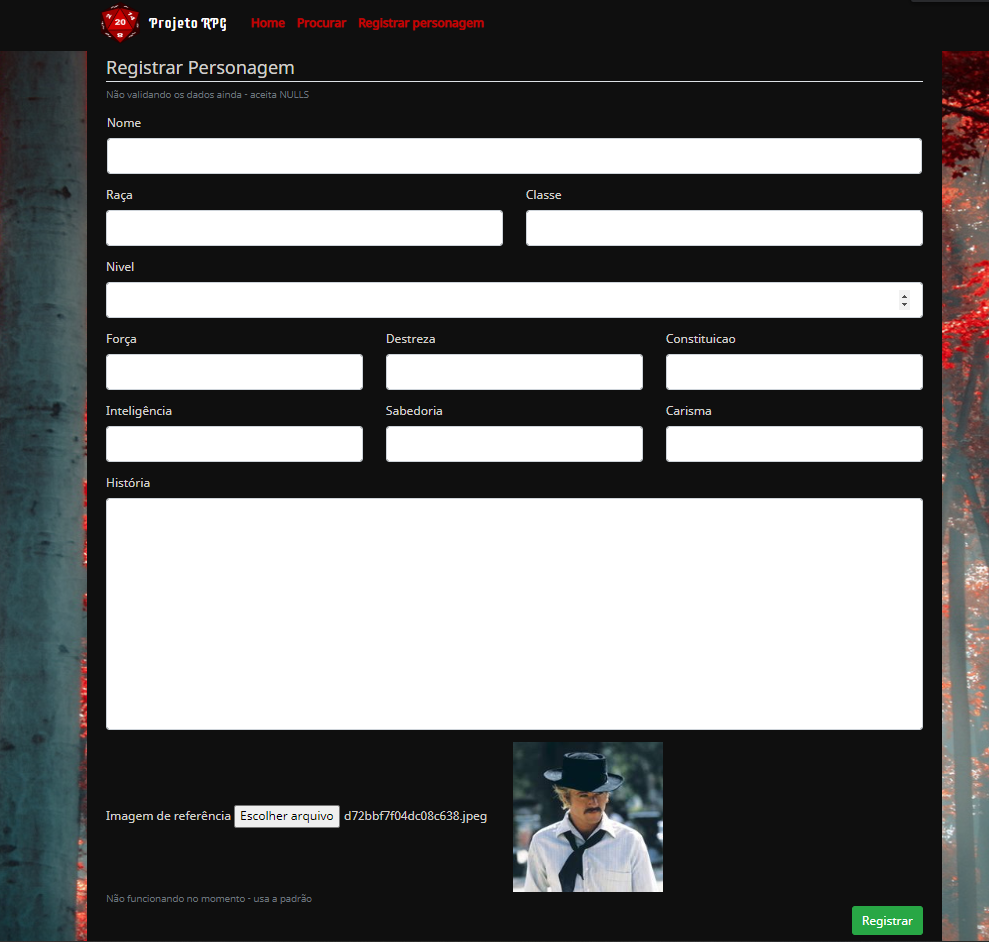 20
8
14
Projeto RPG Home Procurar Registrar personagem
Registrar Personagem
Não validando os dados ainda - aceita NULLS
Nome
Raça Classe
Nivel
Força Destreza Constituicao
Inteligência Sabedoria Carisma
História
Imagem de referência Escolher arquivo d72bbf7f04dc08c638.jpeg
Não funcionando no momento - usa a padrão
Registrar